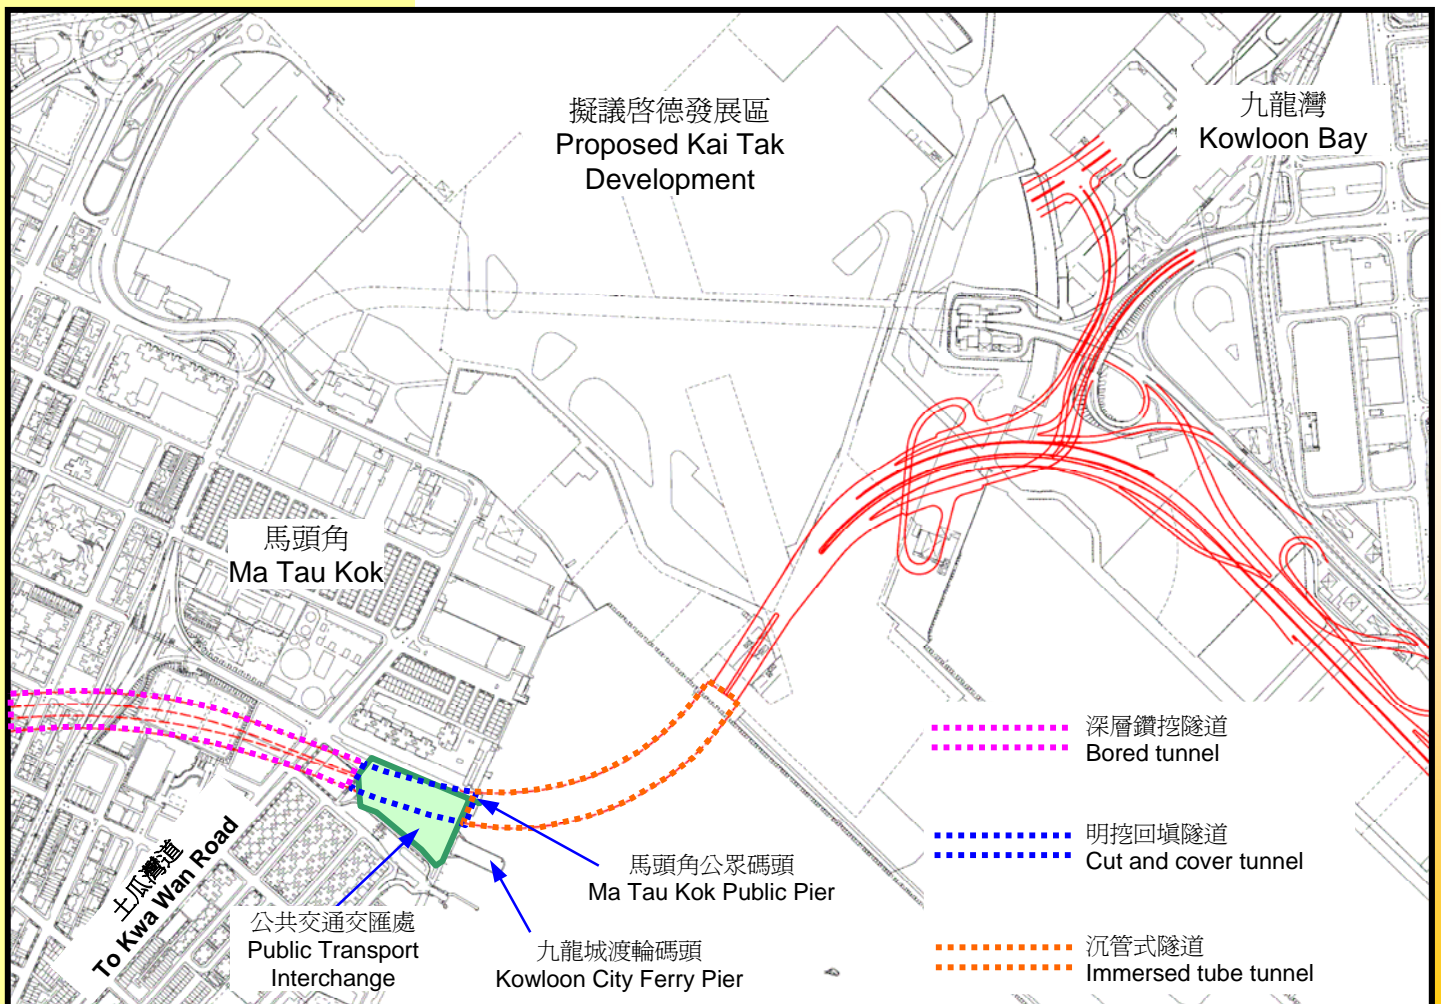 擬議啓德發展區
Proposed Kai Tak
Development
九龍灣
Kowloon Bay
馬頭角
Ma Tau Kok
土瓜灣道
To Kwa Wan Road
公共交通交匯處
Public Transport
Interchange
馬頭角公眾碼頭
Ma Tau Kok Public Pier
九龍城渡輪碼頭
Kowloon City Ferry Pier
深層鑽挖隧道
Bored tunnel
明挖回填隧道
Cut and cover tunnel
沉管式隧道
Immersed tube tunnel